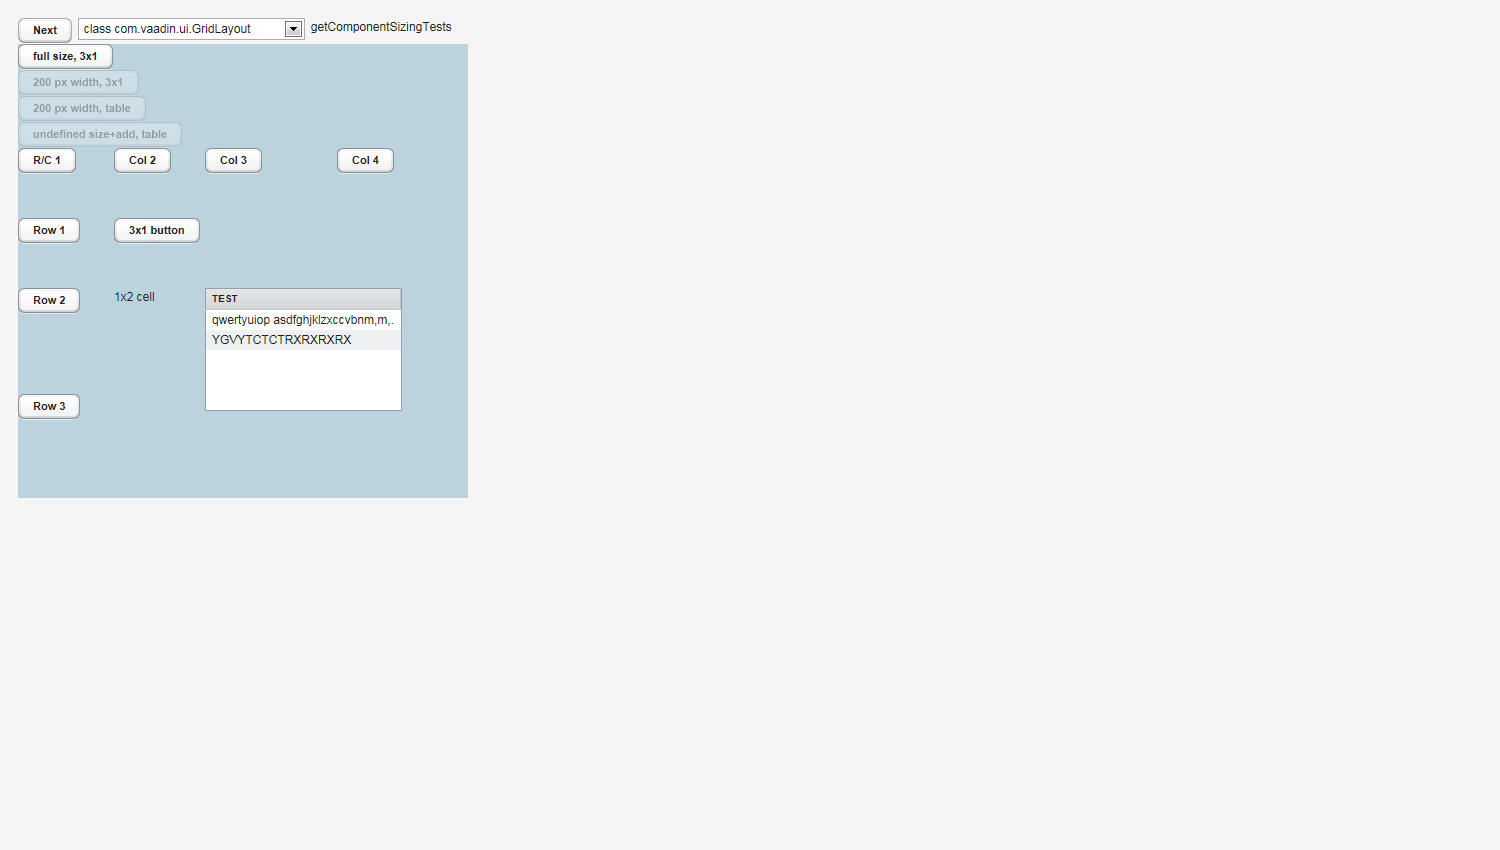 Next class com.vaadin.ui.GridLayout getComponentSizingTests
full size, 3x1
200 px width, 3x1
200 px width, table
undefined size+add, table
R/C 1 Col 2 Col 3 Col 4
Row 1 3x1 button
Row 2 1x2 cell TEST
qwertyuiop asdfghjklzxccvbnm,m,.
YGVYTCTCTRXRXRXRX
Row 3